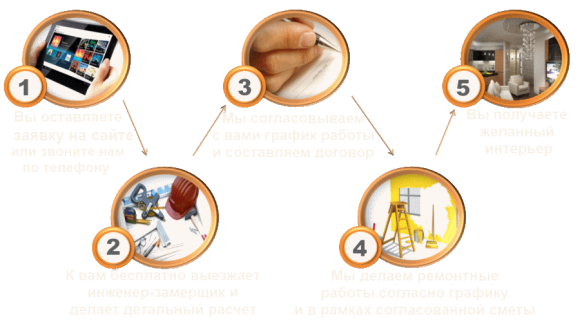 1
Вы оставляете
заявку на сайте
или звоните нам
по телефону
2
К вам бесплатно выезжает
инженер-замерщик и
делает детальный расчет
3
Мы согласовываем
с вами график работы
и составляем договор
4
Мы делаем ремонтные
работы согласно графику
и в рамках согласованной сметы
5
Вы получаете
желанный
интерьер